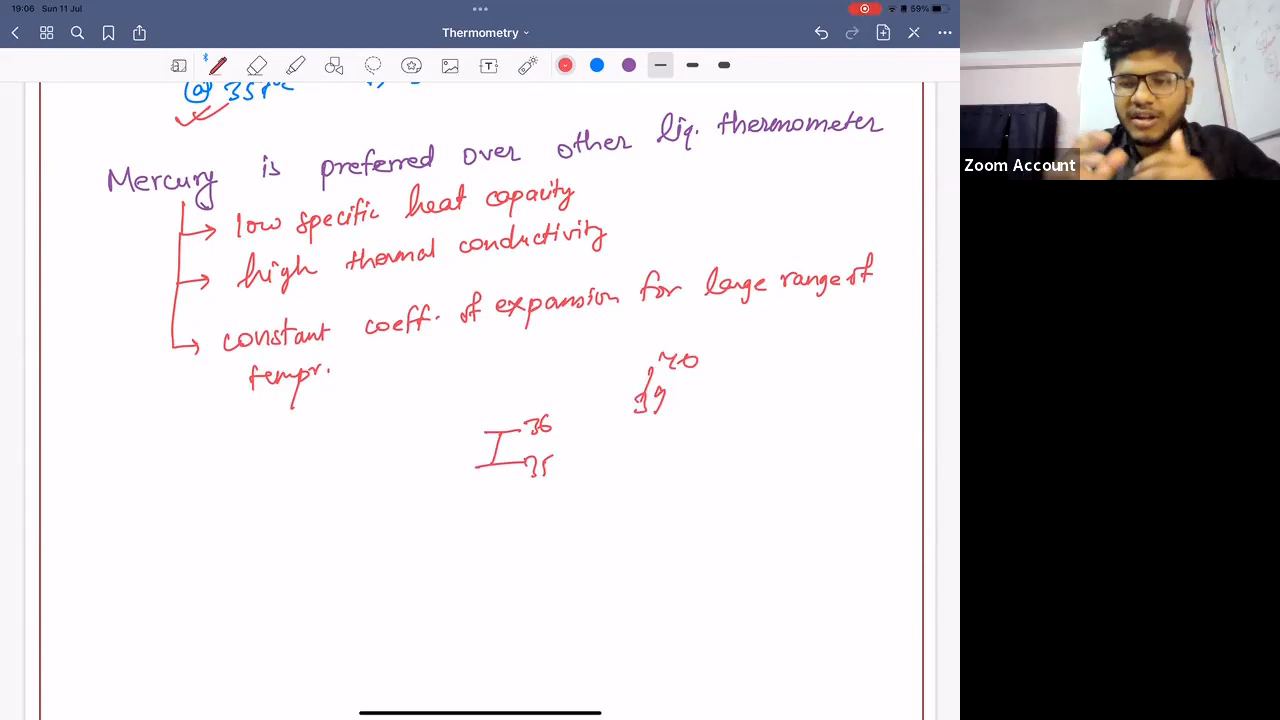 19:06 Sun 11 Jul
59%
Thermometry
(a) 35
Mercury is preferred over other liq. thermometer
low specific heat capacity
high thermal conductivity
constant coeff. of expansion for large range of
tempr.
40
39
36
35
Zoom Account